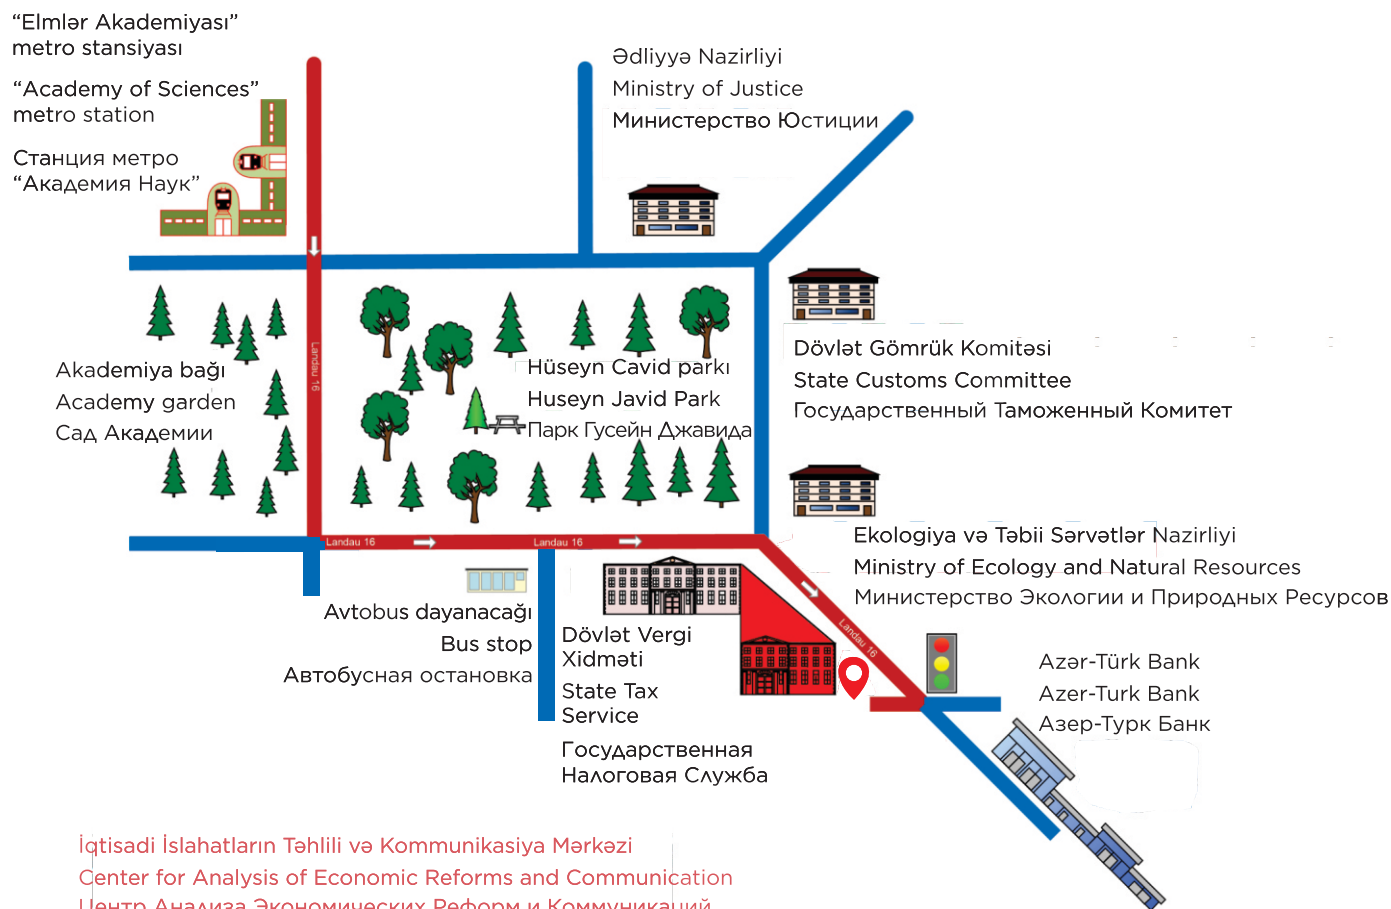 “Elmlər Akademiyası”
metro stansiyası
“Academy of Sciences”
metro station
Станция метро
“Академия Наук”
Ədliyyə Nazirliyi
Ministry of Justice
Министерство Юстиции
Landau 16
Akademiya bağı
Academy garden
Сад Академии
Hüseyn Cavid parkı
Huseyn Javid Park
Парк Гусейн Джавида
Dövlət Gömrük Komitəsi
State Customs Committee
Государственный Таможенный Комитет
Landau 16
Landau 16
Ekologiya və Təbii Sərvətlər Nazirliyi
Ministry of Ecology and Natural Resources
Министерство Экологии и Природных Ресурсов
Landau 16
Avtobus dayanacağı
Bus stop
Автобусная остановка
Dövlət Vergi
Xidməti
State Tax
Service
Государственная
Налоговая Служба
Azər-Türk Bank
Azer-Turk Bank
Азер-Турк Банк
İqtisadi İslahatların Təhlili və Kommunikasiya Mərkəzi
Center for Analysis of Economic Reforms and Communication
Центр Анализа Экономических Реформ и Коммуникаций